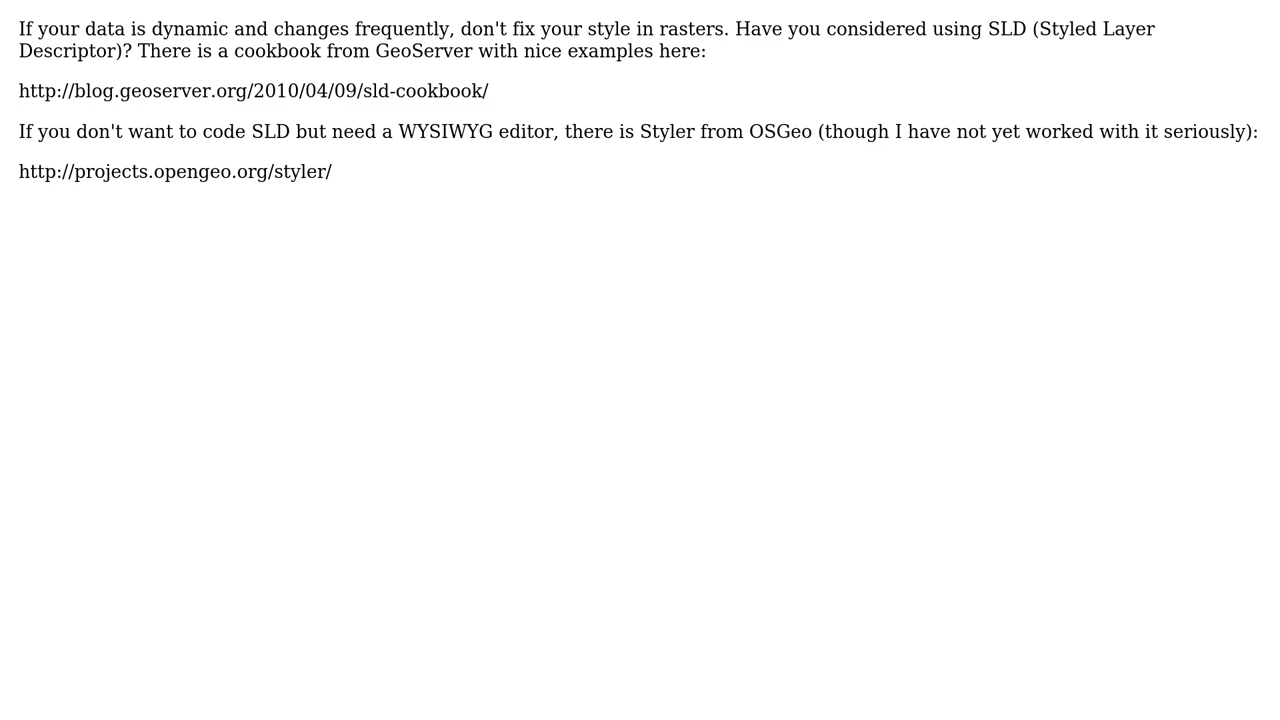 If your data is dynamic and changes frequently, don't fix your style in rasters. Have you considered using SLD (Styled Layer
Descriptor)? There is a cookbook from GeoServer with nice examples here:
http://blog.geoserver.org/2010/04/09/sld-cookbook/
If you don't want to code SLD but need a WYSIWYG editor, there is Styler from OSGeo (though I have not yet worked with it seriously):
http://projects.opengeo.org/styler/